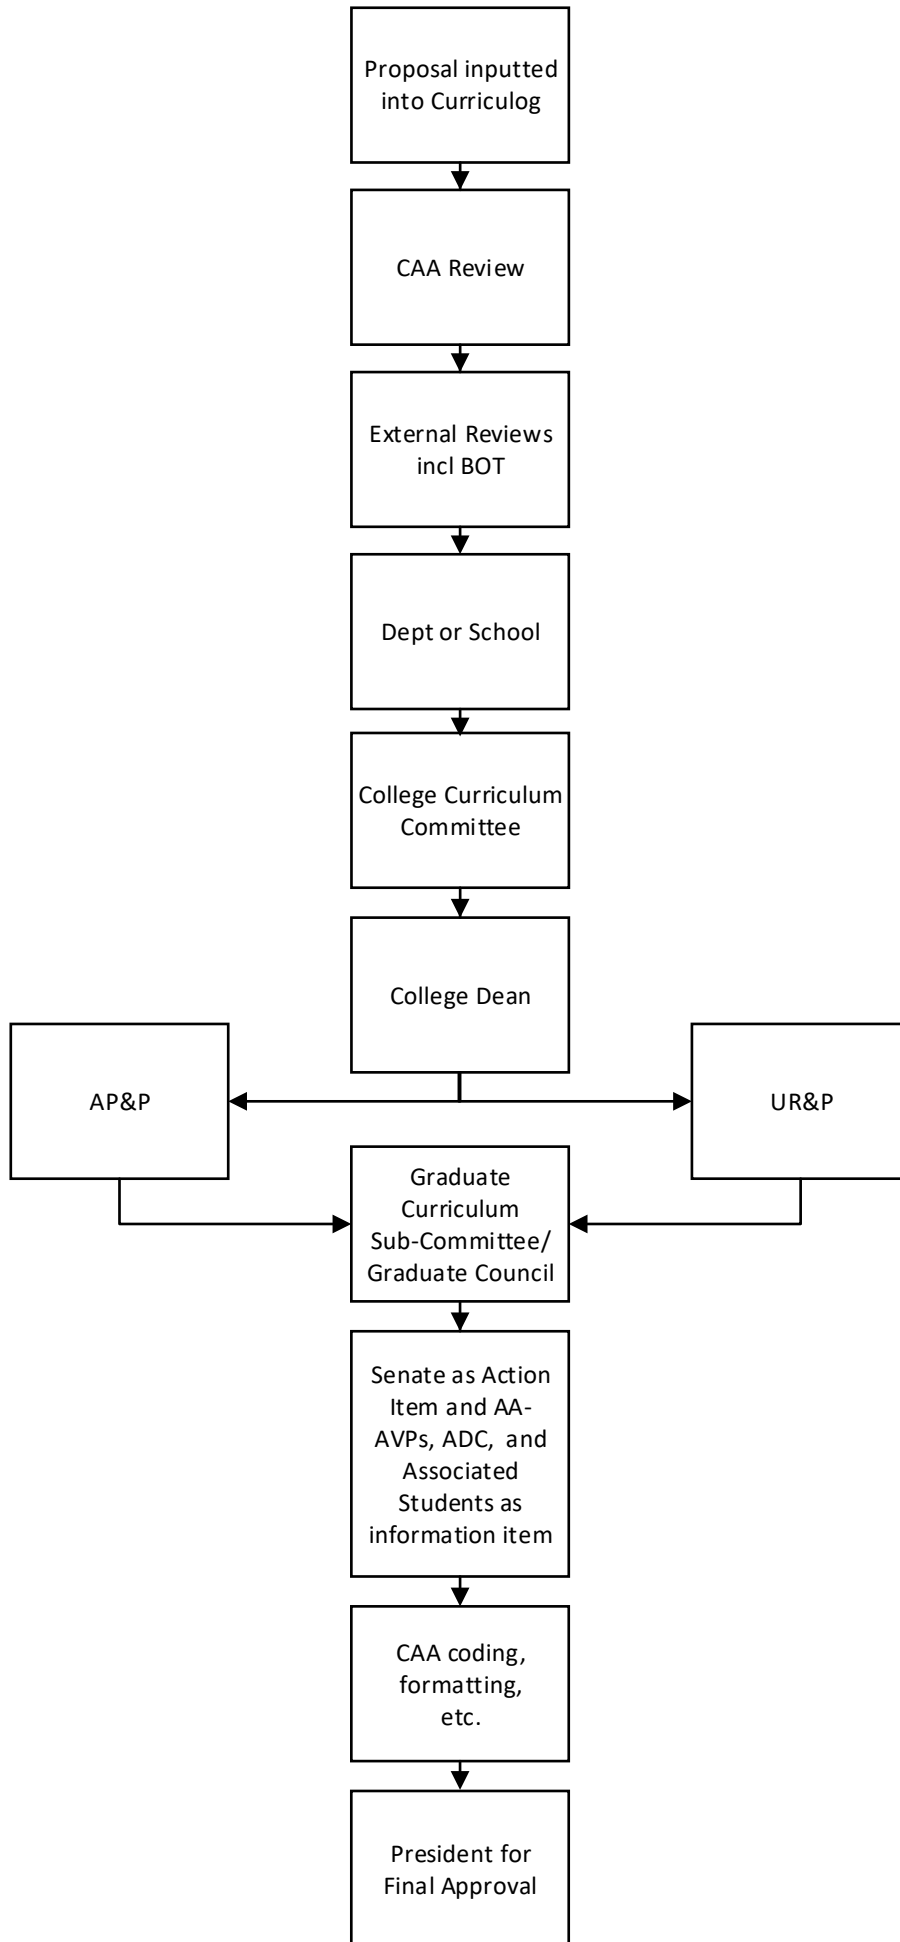 Proposal inputted
into Curriculog
CAA Review
External Reviews
incl BOT
Dept or School
College Curriculum
Committee
College Dean
AP&P
UR&P
Graduate
Curriculum
Sub-Committee/
Graduate Council
Senate as Action
Item and AA-
AVPs, ADC, and
Associated
Students as
information item
CAA coding,
formatting,
etc.
President for
Final Approval